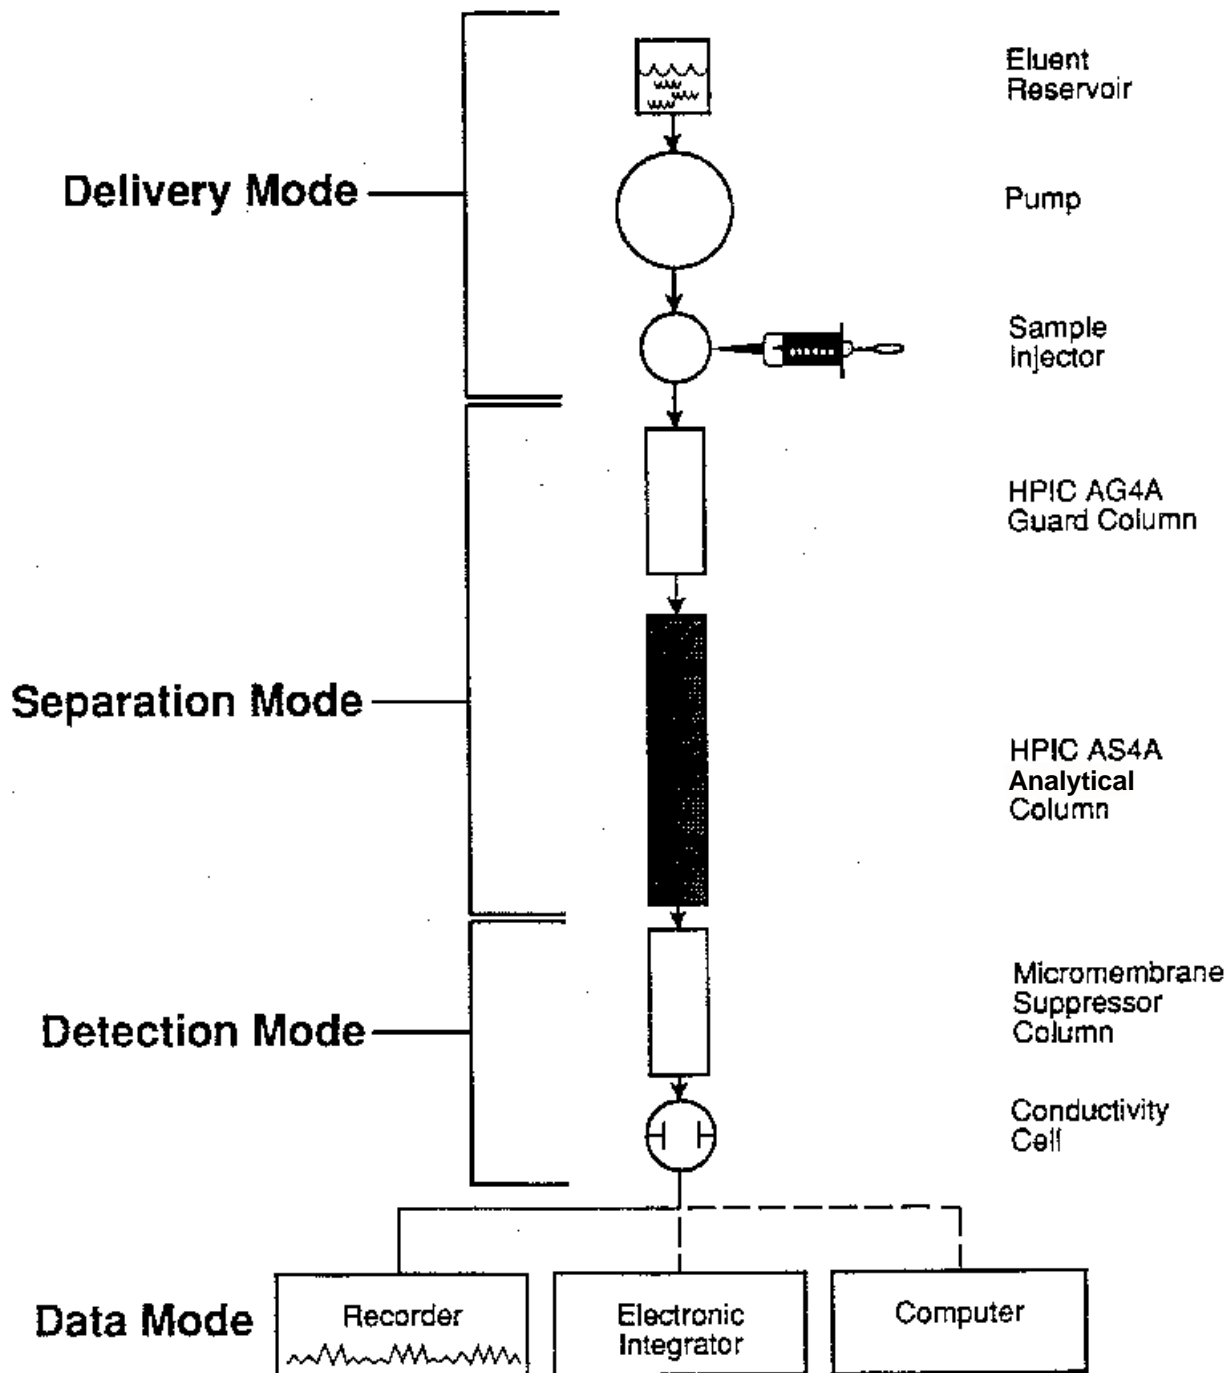 Eluent
Reservoir
Delivery Mode
Pump
Sample
Injector
HPIC AG4A
Guard Column
Separation Mode
HPIC AS4A
Analytical
Column
Micromembrane
Suppressor
Column
Detection Mode
Conductivity
Cell
Data Mode
Recorder
Electronic
Integrator
Computer